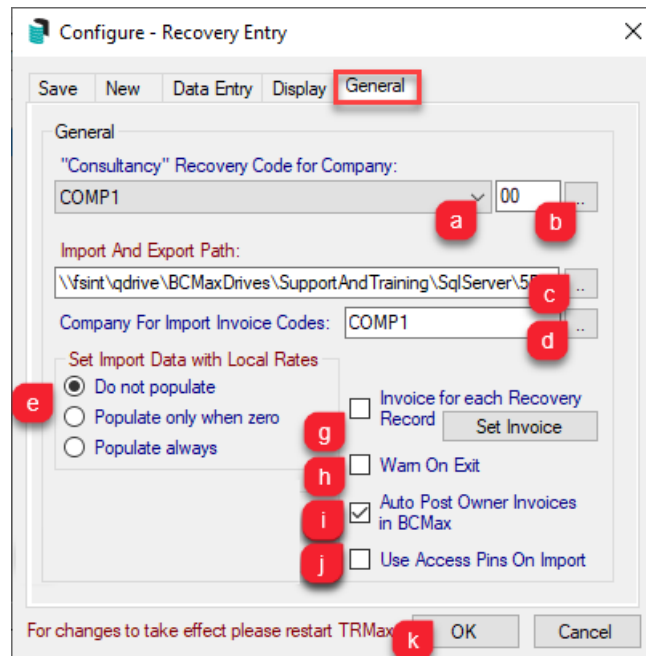 Configure - Recovery Entry
Save New Data Entry Display General
General
"Consultancy" Recovery Code for Company:
COMP1 00 ..
a b
Import And Export Path:
\\fsint\qdrive\BCMaxDrives\SupportAndTraining\SqlServer\ ..
c
Company For Import Invoice Codes: COMP1 ..
d
Set Import Data with Local Rates
e Do not populate
Populate only when zero
Populate always
g Invoice for each Recovery
Record Set Invoice
h Warn On Exit
i Auto Post Owner Invoices
in BCMax
j Use Access Pins On Import
For changes to take effect please restart TRMax k OK Cancel